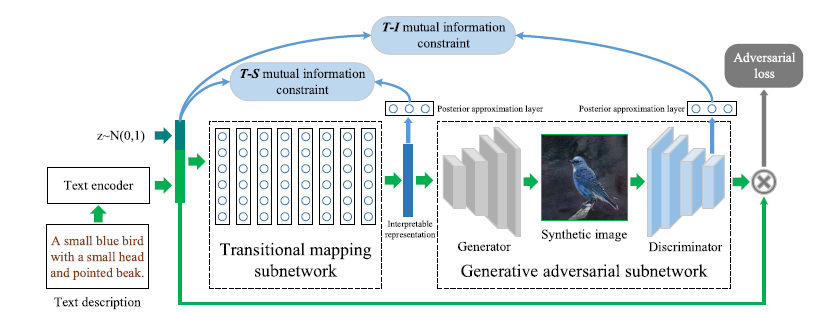 T-I mutual information
constraint
Adversarial
loss
T-S mutual information
constraint
Posterior approximation layer
Posterior approximation layer
z~N(0,1)
Text encoder
A small blue bird
with a small head
and pointed beak.
Text description
Transitional mapping
subnetwork
Interpretable
representation
Generator
Synthetic image
Discriminator
Generative adversarial subnetwork